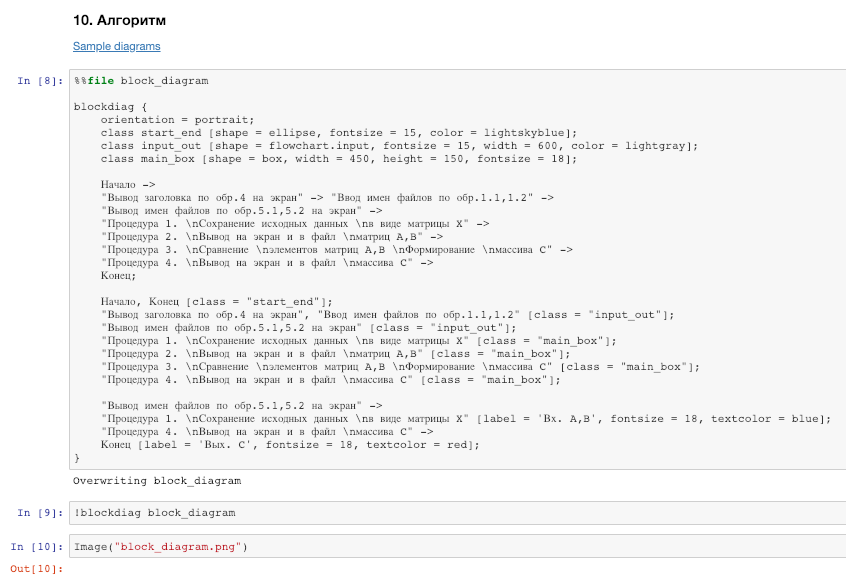 10. Алгоритм
Sample diagrams
In [8]: %%file block_diagram
blockdiag {
orientation = portrait;
class start_end [shape = ellipse, fontsize = 15, color = lightskyblue];
class input_out [shape = flowchart.input, fontsize = 15, width = 600, color = lightgray];
class main_box [shape = box, width = 450, height = 150, fontsize = 18];
Начало ->
"Вывод заголовка по обр.4 на экран" -> "Ввод имен файлов по обр.1.1,1.2" ->
"Вывод имен файлов по обр.5.1,5.2 на экран" ->
"Процедура 1. \nСохранение исходных данных \nв виде матрицы X" ->
"Процедура 2. \nВывод на экран и в файл \nматриц A,B" ->
"Процедура 3. \nСравнение \nэлементов матриц A,B \nФормирование \nмассива C" ->
"Процедура 4. \nВывод на экран и в файл \nмассива C" ->
Конец;
Начало, Конец [class = "start_end"];
"Вывод заголовка по обр.4 на экран", "Ввод имен файлов по обр.1.1,1.2" [class = "input_out"];
"Вывод имен файлов по обр.5.1,5.2 на экран" [class = "input_out"];
"Процедура 1. \nСохранение исходных данных \nв виде матрицы X" [class = "main_box"];
"Процедура 2. \nВывод на экран и в файл \nматриц A,B" [class = "main_box"];
"Процедура 3. \nСравнение \nэлементов матриц A,B \nФормирование \nмассива C" [class = "main_box"];
"Процедура 4. \nВывод на экран и в файл \nмассива C" [class = "main_box"];
"Вывод имен файлов по обр.5.1,5.2 на экран" ->
"Процедура 1. \nСохранение исходных данных \nв виде матрицы X" [label = 'Вх. A,B', fontsize = 18, textcolor = blue];
"Процедура 4. \nВывод на экран и в файл \nмассива C" ->
Конец [label = 'Вых. C', fontsize = 18, textcolor = red];
}
Overwriting block_diagram
In [9]: !blockdiag block_diagram
In [10]: Image("block_diagram.png")
Out[10]: